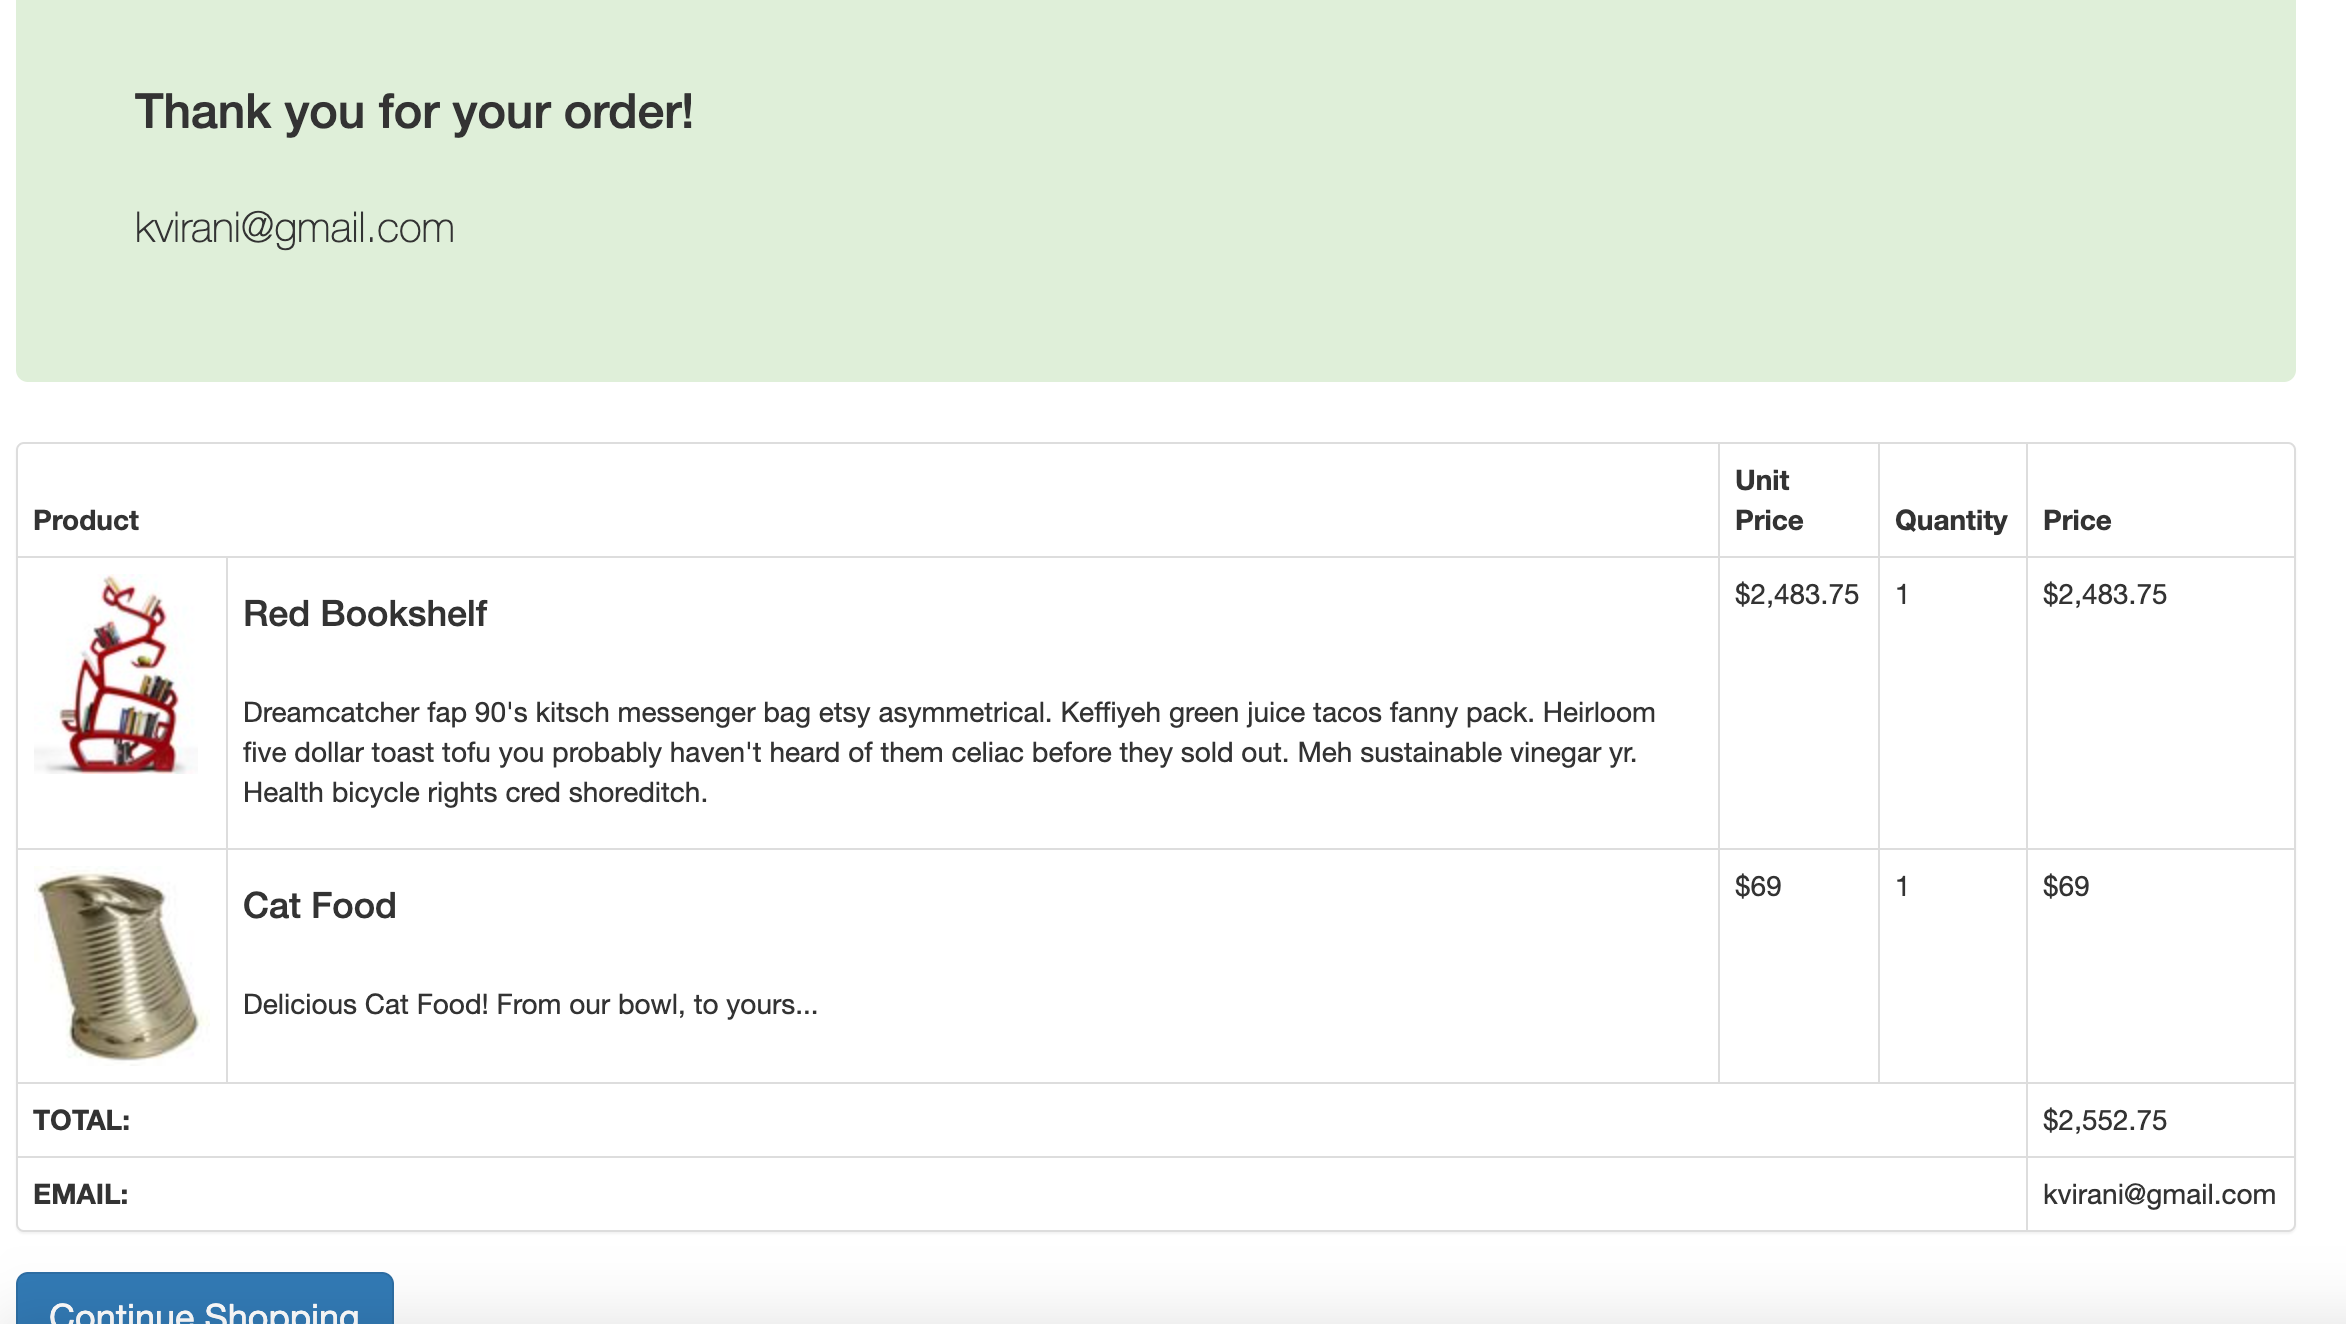 Thank you for your order!
kvirani@gmail.com
Product
Unit
Price
Quantity
Price
Red Bookshelf
$2,483.75
1
$2,483.75
Dreamcatcher fap 90's kitsch messenger bag etsy asymmetrical. Keffiyeh green juice tacos fanny pack. Heirloom
five dollar toast tofu you probably haven't heard of them celiac before they sold out. Meh sustainable vinegar yr.
Health bicycle rights cred shoreditch.
Cat Food
$69
1
$69
Delicious Cat Food! From our bowl, to yours...
TOTAL:
$2,552.75
EMAIL:
kvirani@gmail.com
Continue Shopping